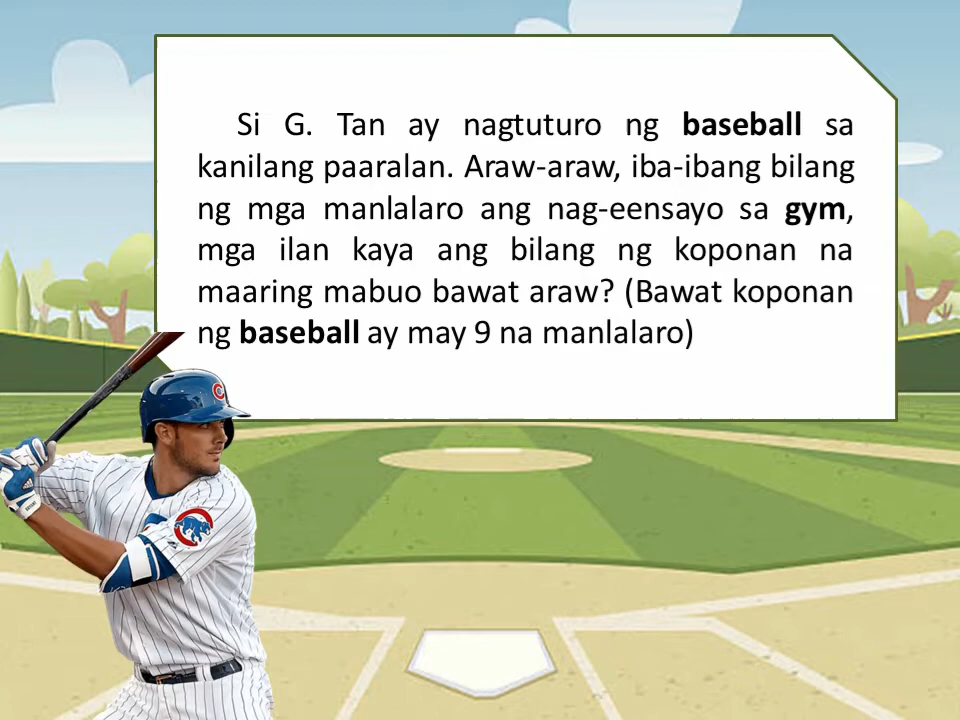 Si G. Tan ay nagtuturo ng baseball sa
kanilang paaralan. Araw-araw, iba-ibang bilang
ng mga manlalaro ang nag-eensayo sa gym,
mga ilan kaya ang bilang ng koponan na
maaring mabuo bawat araw? (Bawat koponan
ng baseball ay may 9 na manlalaro)
C